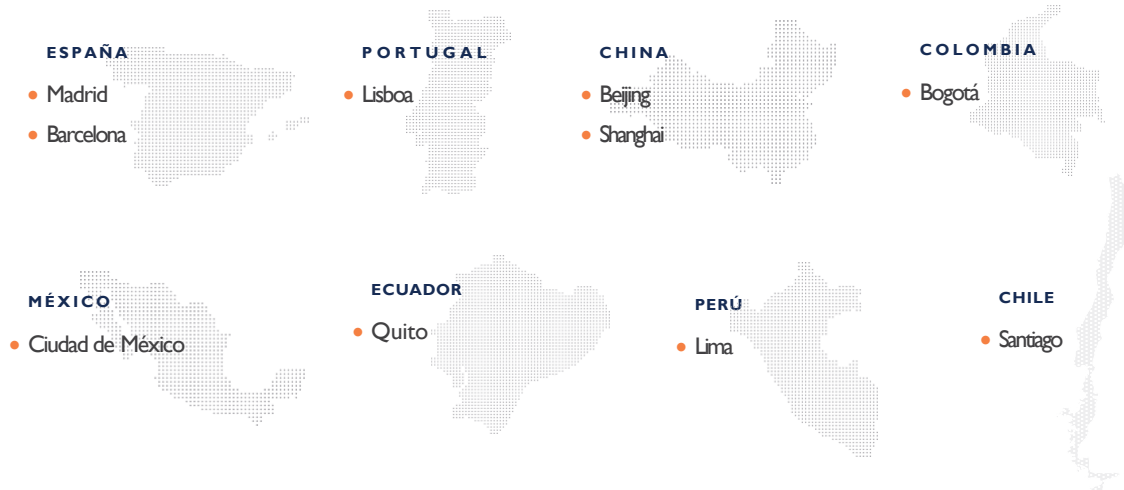 ESPAÑA
Madrid
Barcelona
PORTUGAL
Lisboa
CHINA
Beijing
Shanghai
COLOMBIA
Bogotá
MÉXICO
Ciudad de México
ECUADOR
Quito
PERÚ
Lima
CHILE
Santiago